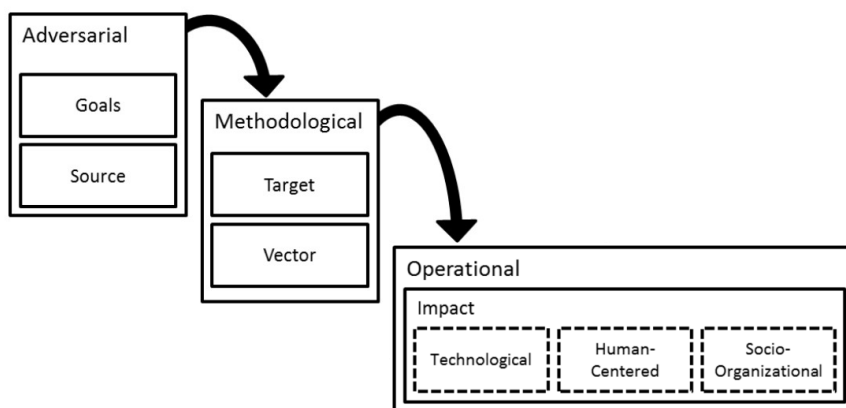 Adversarial
Goals
Source
Methodological
Target
Vector
Operational
Impact
Technological
Human-
Centered
Socio-
Organizational